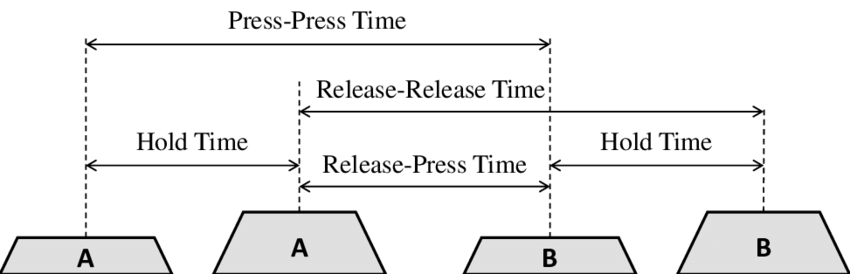 Press-Press Time
Release-Release Time
Hold Time
Hold Time
Release-Press Time
A
A
B
B